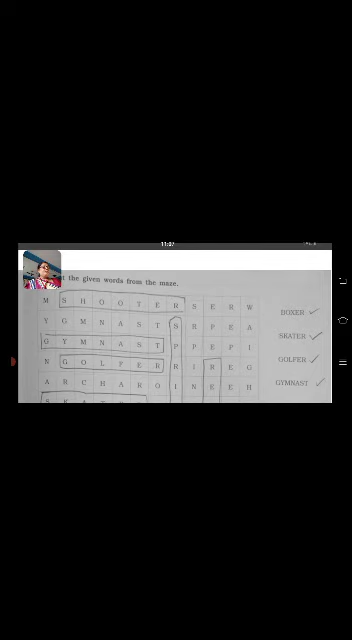 11:07
t the given words from the maze.
M S H O O T E R S E R W
BOXER
Y G M N A S T S R P E A
SKATER
G Y M N A S T P P E P I
GOLFER
N G O L F E R R I R E G
GYMNAST
A R C H A R O I N E E H
S K A T